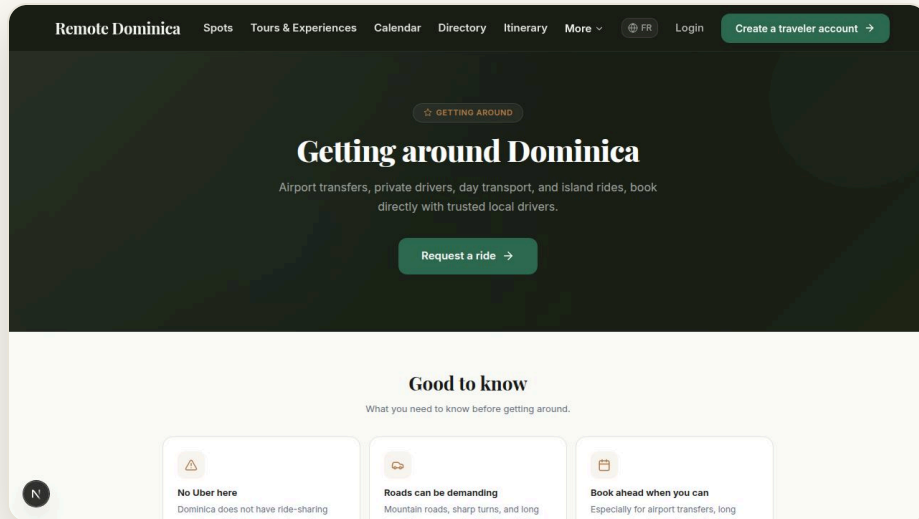 Remote Dominica Spots Tours & Experiences Calendar Directory Itinerary More FR Login Create a traveler account →
GETTING AROUND
Getting around Dominica
Airport transfers, private drivers, day transport, and island rides, book
directly with trusted local drivers.
Request a ride →
Good to know
What you need to know before getting around.
No Uber here
Dominica does not have ride-sharing
Roads can be demanding
Mountain roads, sharp turns, and long
Book ahead when you can
Especially for airport transfers, long
N